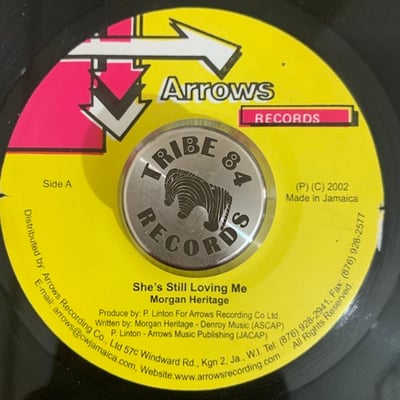 Arrows
RECORDS
TRIBE 84
RECORDS
Side A
(P) (C) 2002
Made in Jamaica
She's Still Loving Me
Morgan Heritage
Produce by: P. Linton For Arrows Recording Co Ltd.
Written by: Morgan Heritage - Denroy Music (ASCAP)
P. Linton - Arrows Music Publishing (JACAP)
Distributed by: Arrows Recording Co., Ltd 57C Windward Rd., Kgn 2, Ja., W.I. Tel: (876) 928-2941, Fax: (876) 928-2577
E-mail: arrows@cwjamaica.com, Website:www.arrowsrecording.com - All Rights Reserved.